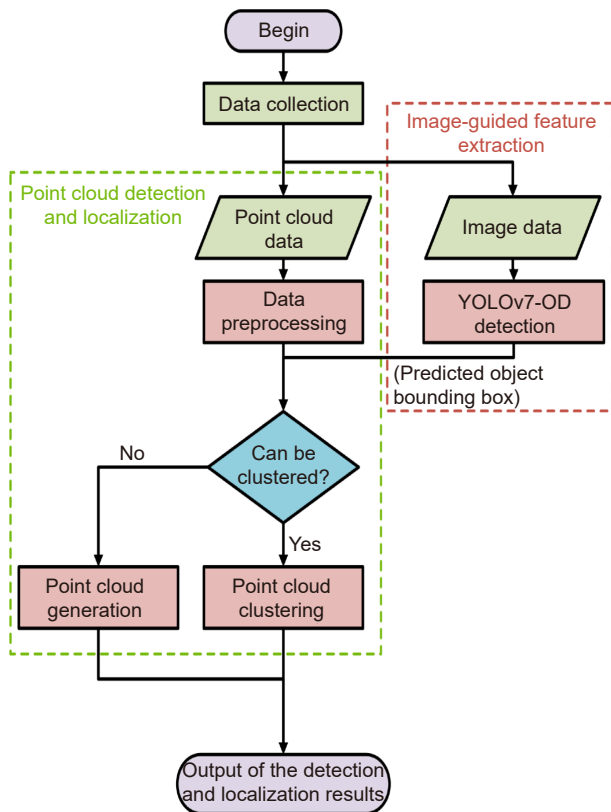 Begin
Data collection
Image-guided feature
extraction
Point cloud detection
and localization
Point cloud
data
Image data
Data
preprocessing
YOLOv7-OD
detection
(Predicted object
bounding box)
Can be
clustered?
No
Yes
Point cloud
generation
Point cloud
clustering
Output of the detection
and localization results